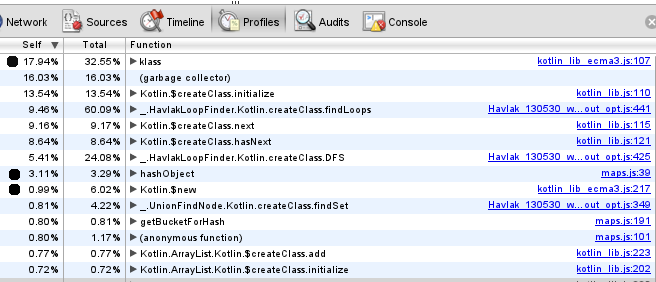 Network Sources Timeline Profiles Audits Console
Self ▼ Total Function
17.94% 32.55% ▶ klass kotlin_lib_ecma3.js:107
16.03% 16.03% (garbage collector)
13.54% 13.54% ▶ Kotlin.$createClass.initialize kotlin_lib.js:110
9.46% 60.09% ▶ _.HavlakLoopFinder.Kotlin.createClass.findLoops Havlak_130530_w...out_opt.js:441
9.16% 9.17% ▶ Kotlin.$createClass.next kotlin_lib.js:115
8.64% 8.64% ▶ Kotlin.$createClass.hasNext kotlin_lib.js:121
5.41% 24.08% ▶ _.HavlakLoopFinder.Kotlin.createClass.DFS Havlak_130530_w...out_opt.js:425
3.11% 3.29% ▶ hashObject maps.js:39
0.99% 6.02% ▶ Kotlin.$new kotlin_lib_ecma3.js:217
0.81% 4.22% ▶ _.UnionFindNode.Kotlin.createClass.findSet Havlak_130530_w...out_opt.js:349
0.80% 0.81% ▶ getBucketForHash maps.js:191
0.80% 1.17% ▶ (anonymous function) maps.js:101
0.77% 0.77% ▶ Kotlin.ArrayList.Kotlin.$createClass.add kotlin_lib.js:223
0.72% 0.72% ▶ Kotlin.ArrayList.Kotlin.$createClass.initialize kotlin_lib.js:202